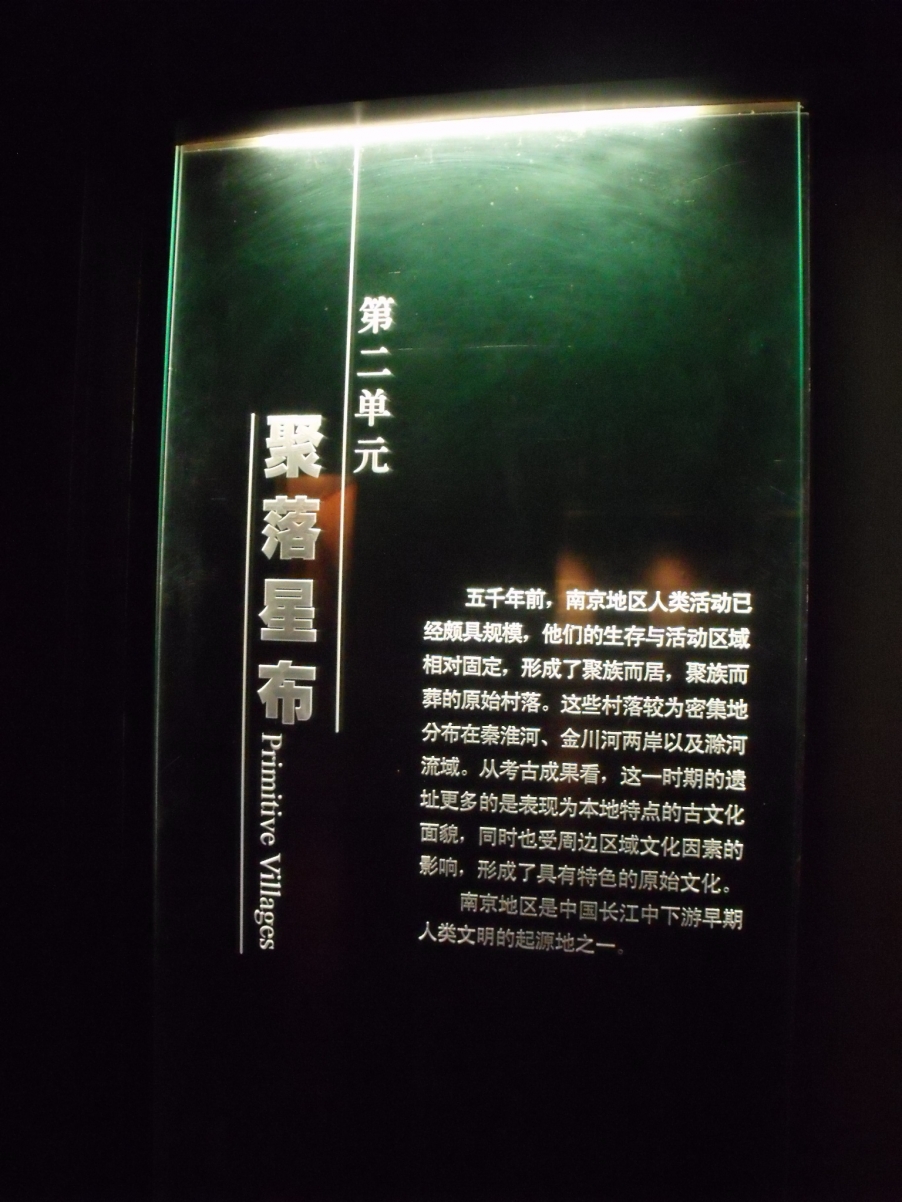 第二单元
聚落星布
Primitive Villages
五千年前，南京地区人类活动已
经颇具规模，他们的生存与活动区域
相对固定，形成了聚族而居，聚族而
葬的原始村落。这些村落较为密集地
分布在秦淮河、金川河两岸以及滁河
流域。从考古成果看，这一时期的遗
址更多的是表现为本地特点的古文化
面貌，同时也受周边区域文化因素的
影响，形成了具有特色的原始文化。
南京地区是中国长江中下游早期
人类文明的起源地之一。